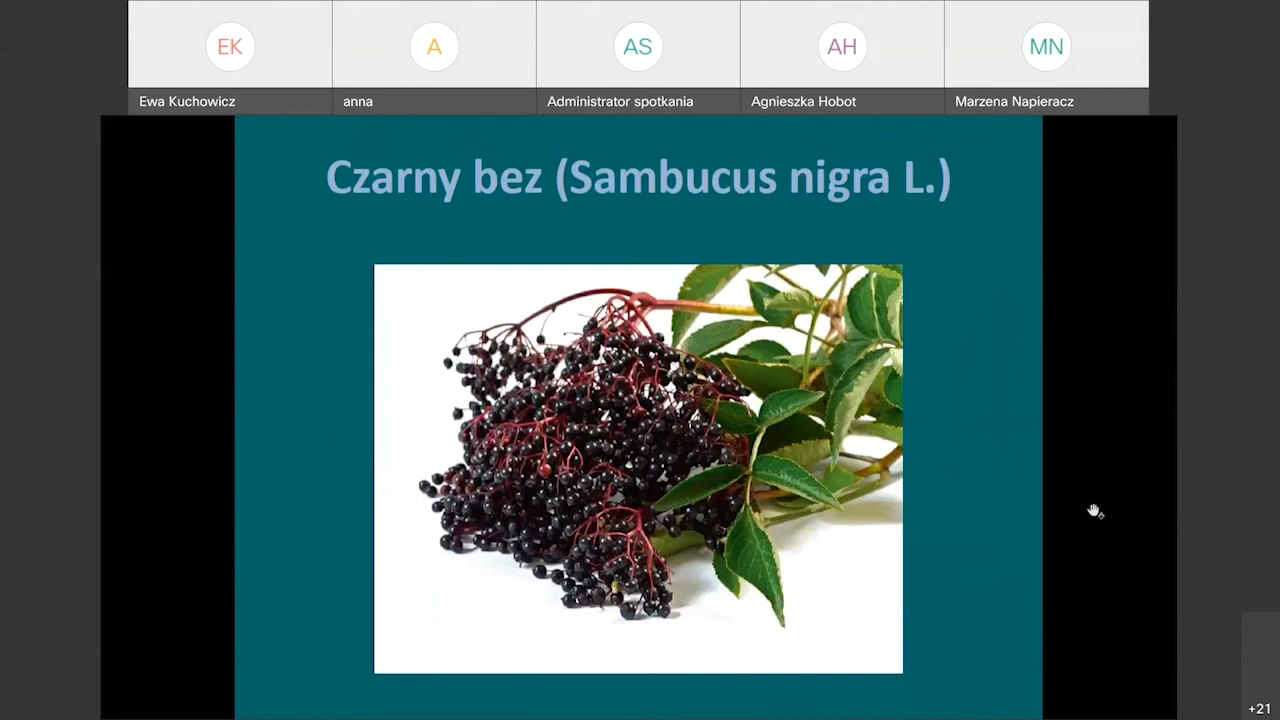 EK
A
AS
AH
MN
Ewa Kuchowicz
anna
Administrator spotkania
Agnieszka Hobot
Marzena Napieracz
Czarny bez (Sambucus nigra L.)
+21